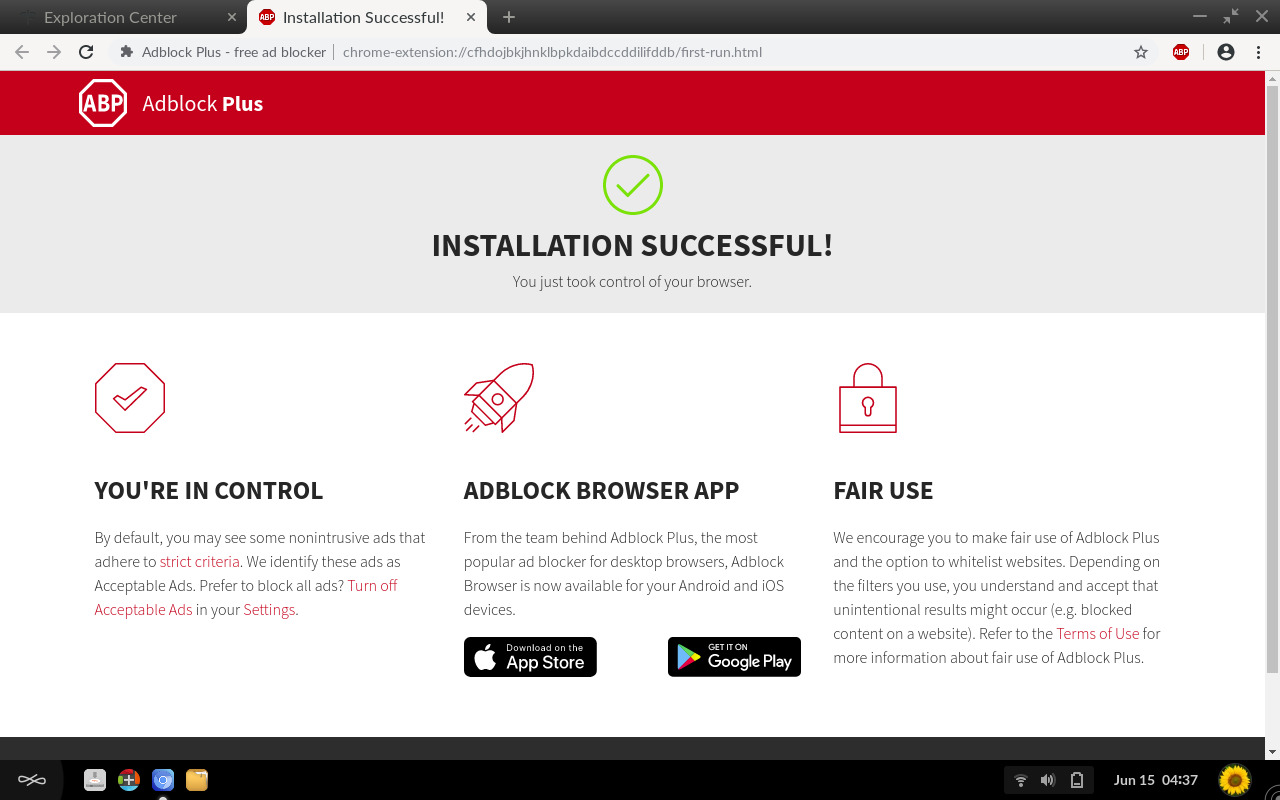 Exploration Center
Installation Successful!
Adblock Plus - free ad blocker
chrome-extension://cfhdojbkjhnklbpkdaibdccddilifddb/first-run.html
ABP
ABP
ABP
Adblock Plus
INSTALLATION SUCCESSFUL!
You just took control of your browser.
YOU'RE IN CONTROL
By default, you may see some nonintrusive ads that
adhere to strict criteria. We identify these ads as
Acceptable Ads. Prefer to block all ads? Turn off
Acceptable Ads in your Settings.
ADBLOCK BROWSER APP
From the team behind Adblock Plus, the most
popular ad blocker for desktop browsers, Adblock
Browser is now available for your Android and iOS
devices.
Download on the
App Store
GET IT ON
Google Play
FAIR USE
We encourage you to make fair use of Adblock Plus
and the option to whitelist websites. Depending on
the filters you use, you understand and accept that
unintentional results might occur (e.g. blocked
content on a website). Refer to the Terms of Use for
more information about fair use of Adblock Plus.
Jun 15 04:37